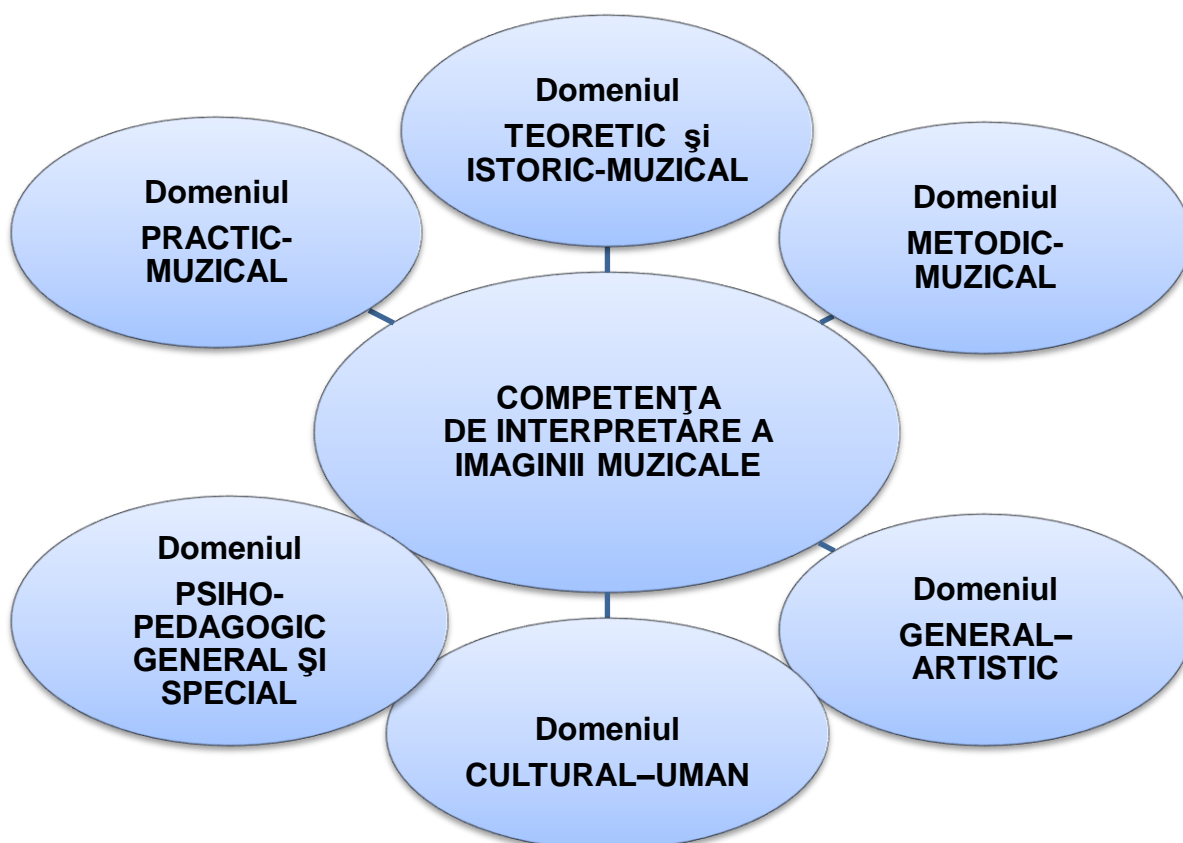 Domeniul
TEORETIC şi
ISTORIC-MUZICAL
Domeniul
PRACTIC-
MUZICAL
Domeniul
METODIC-
MUZICAL
COMPETENŢA
DE INTERPRETARE A
IMAGINII MUZICALE
Domeniul
PSIHO-
PEDAGOGIC
GENERAL ŞI
SPECIAL
Domeniul
GENERAL–
ARTISTIC
Domeniul
CULTURAL–UMAN